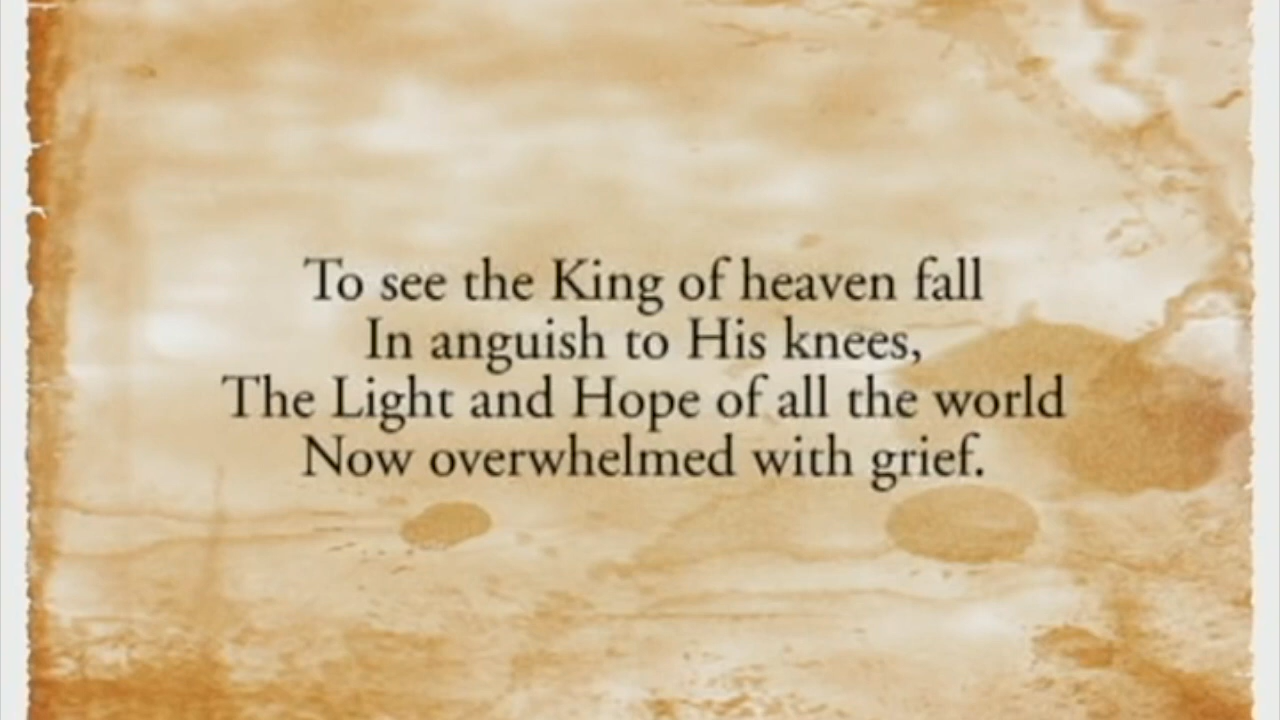 To see the King of heaven fall
In anguish to His knees,
The Light and Hope of all the world
Now overwhelmed with grief.